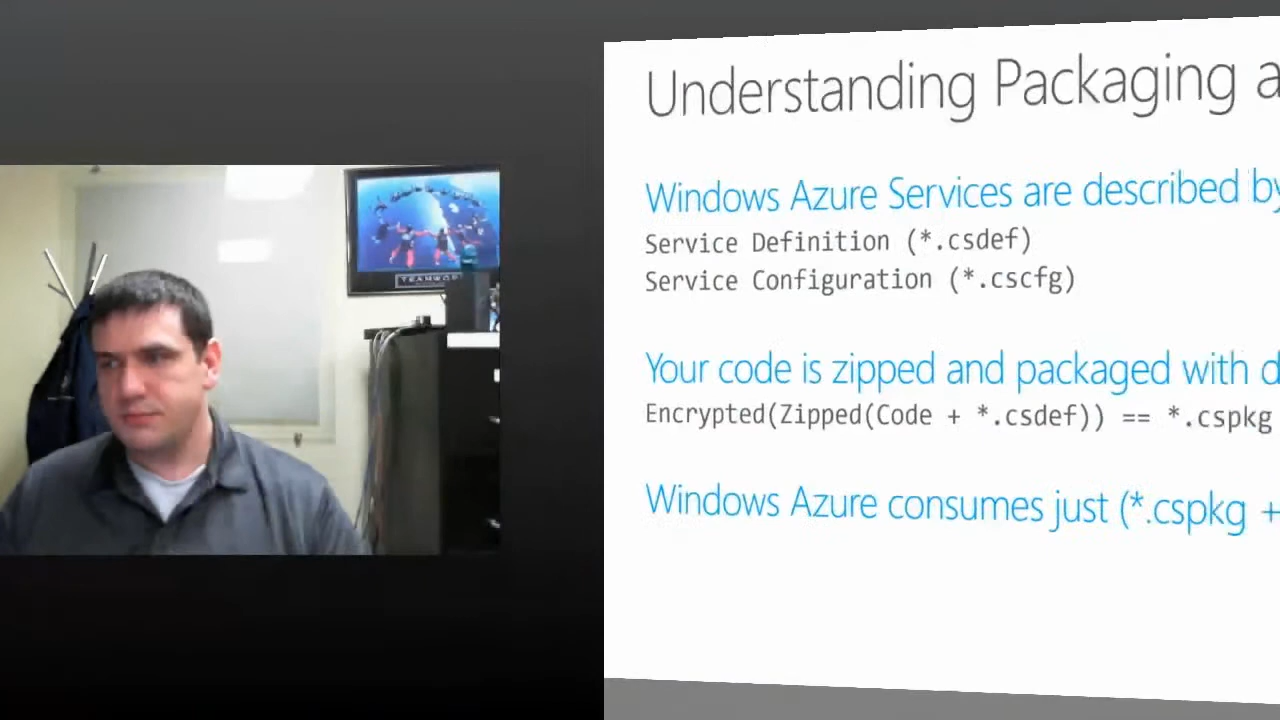 Understanding Packaging a
Windows Azure Services are described by
Service Definition (*.csdef)
Service Configuration (*.cscfg)
Your code is zipped and packaged with d
Encrypted(Zipped(Code + *.csdef)) == *.cspkg
Windows Azure consumes just (*.cspkg +
TEAMWOR